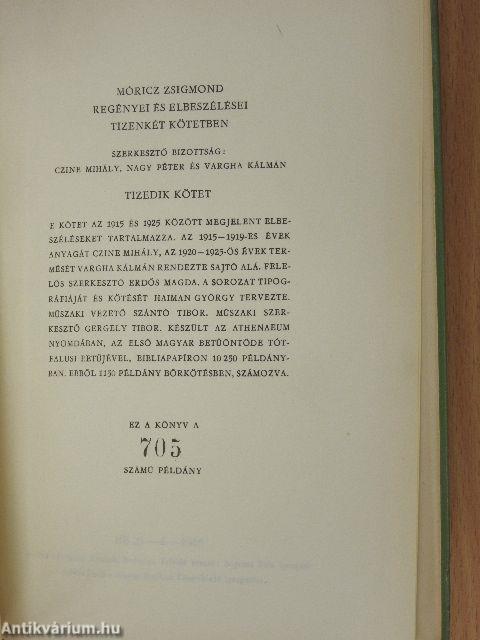 MÓRICZ ZSIGMOND
REGÉNYEI ÉS ELBESZÉLÉSEI
TIZENKÉT KÖTETBEN
SZERKESZTŐ BIZOTTSÁG:
CZINE MIHÁLY, NAGY PÉTER ÉS VARGHA KÁLMÁN
TIZEDIK KÖTET
E KÖTET AZ 1915 ÉS 1925 KÖZÖTT MEGJELENT ELBE-
SZÉLÉSEKET TARTALMAZZA. AZ 1915–1919-ES ÉVEK
ANYAGÁT CZINE MIHÁLY, AZ 1920–1925-ÖS ÉVEK TER-
MÉSÉT VARGHA KÁLMÁN RENDEZTE SAJTÓ ALÁ. FELE-
LŐS SZERKESZTŐ ERDŐS MAGDA. A SOROZAT TIPOG-
RÁFIÁJÁT ÉS KÖTÉSÉT HAIMAN GYÖRGY TERVEZTE.
MŰSZAKI VEZETŐ SZÁNTÓ TIBOR. MŰSZAKI SZER-
KESZTŐ GERGELY TIBOR. KÉSZÜLT AZ ATHENAEUM
NYOMDÁBAN, AZ ELSŐ MAGYAR BETŰÖNTÖDE TÓT-
FALUSI BETŰJÉVEL, BIBLIAPAPÍRON 10 250 PÉLDÁNY-
BAN. EBBŐL 1150 PÉLDÁNY BŐRKÖTÉSBEN, SZÁMOZVA.
EZ A KÖNYV A
705
SZÁMÚ PÉLDÁNY
Antikvárium.hu